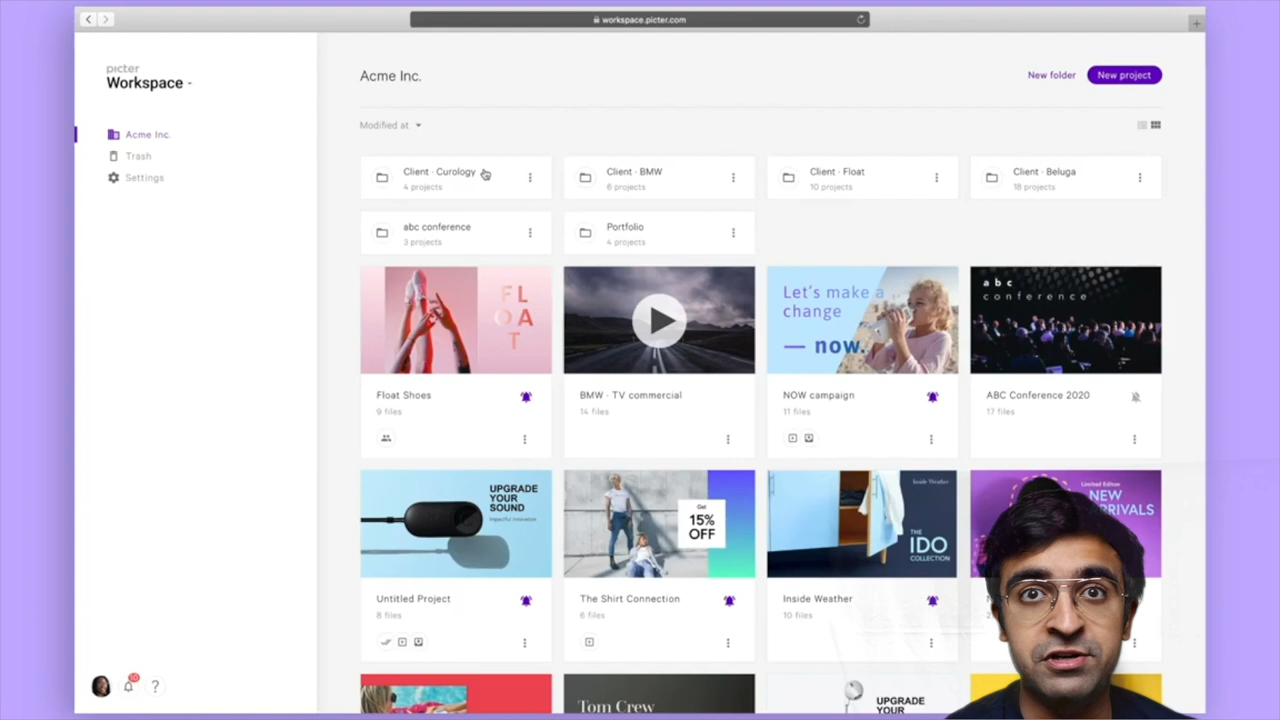 workspace.picter.com
picter
Workspace
Acme Inc.
New folder
New project
Acme Inc.
Trash
Settings
Modified at
Client · Curology
4 projects
Client · BMW
6 projects
Client · Float
10 projects
Client · Beluga
18 projects
abc conference
3 projects
Portfolio
4 projects
FL
OA
T
Let's make a
change
— now.
abc
conference
Float Shoes
9 files
BMW · TV commercial
14 files
NOW campaign
11 files
ABC Conference 2020
17 files
UPGRADE
YOUR
SOUND
Impactful Innovation
Get
15%
OFF
Inside Weather
THE
IDO
COLLECTION
Limited Editon
NEW
RIVALS
Untitled Project
8 files
The Shirt Connection
6 files
Inside Weather
10 files
10
?
Tom Crew
UPGRADE
YOUR